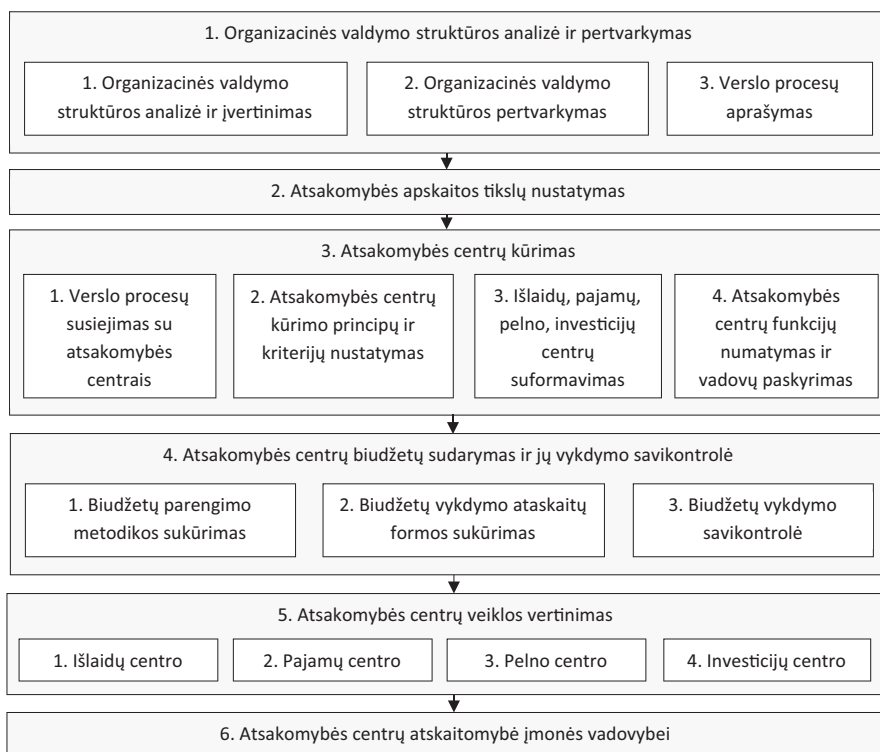 1. Organizacinės valdymo struktūros analizė ir pertvarkymas
1. Organizacinės valdymo
struktūros analizė ir įvertinimas
2. Organizacinės valdymo
struktūros pertvarkymas
3. Verslo procesų
aprašymas
2. Atsakomybės apskaitos tikslų nustatymas
3. Atsakomybės centrų kūrimas
1. Verslo procesų
susiejimas su
atsakomybės
centrais
2. Atsakomybės centrų
kūrimo principų ir
kriterijų nustatymas
3. Išlaidų, pajamų,
pelno, investicijų
centrų
suformavimas
4. Atsakomybės
centrų funkcijų
numatymas ir
vadovų paskyrimas
4. Atsakomybės centrų biudžetų sudarymas ir jų vykdymo savikontrolė
1. Biudžetų parengimo
metodikos sukūrimas
2. Biudžetų vykdymo ataskaitų
formos sukūrimas
3. Biudžetų vykdymo
savikontrolė
5. Atsakomybės centrų veiklos vertinimas
1. Išlaidų centro
2. Pajamų centro
3. Pelno centro
4. Investicijų centro
6. Atsakomybės centrų atskaitomybė įmonės vadovybei